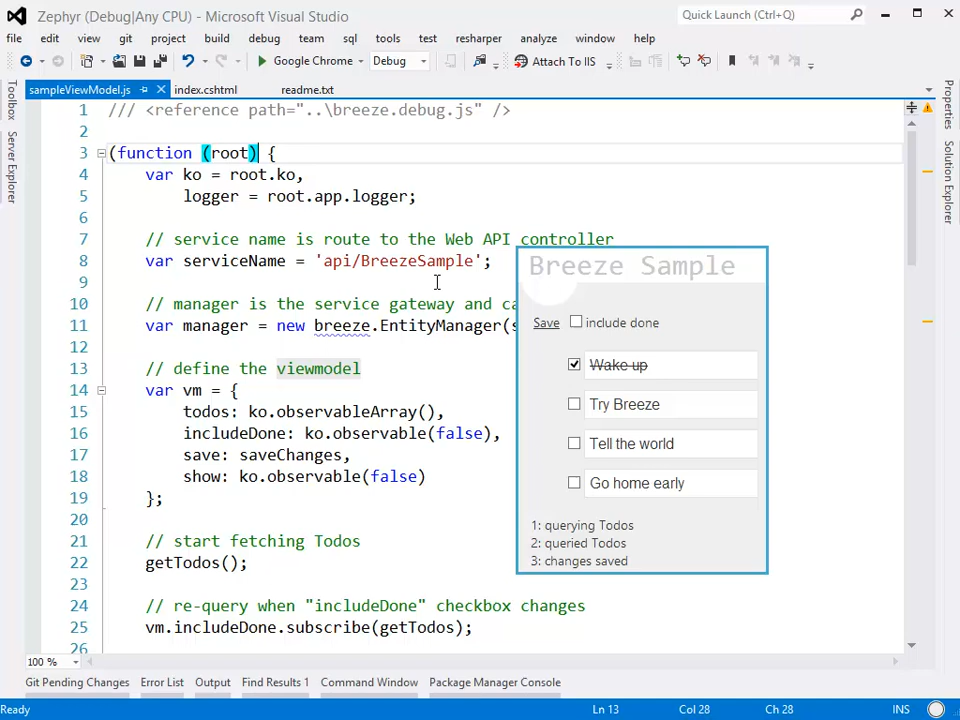 Zephyr (Debug|Any CPU) - Microsoft Visual Studio
Quick Launch (Ctrl+Q)
file edit view git project build debug team sql tools test resharper analyze window help
Google Chrome Debug Attach To IIS
sampleViewModel.js index.cshtml readme.txt
Toolbox
Server Explorer
Properties
Solution Explorer
1 /// <reference path="..\breeze.debug.js" />
2
3 (function (root) {
4 var ko = root.ko,
5 logger = root.app.logger;
6
7 // service name is route to the Web API controller
8 var serviceName = 'api/BreezeSample';
9
10 // manager is the service gateway and ca
11 var manager = new breeze.EntityManager(s
12
13 // define the viewmodel
14 var vm = {
15 todos: ko.observableArray(),
16 includeDone: ko.observable(false),
17 save: saveChanges,
18 show: ko.observable(false)
19 };
20
21 // start fetching Todos
22 getTodos();
23
24 // re-query when "includeDone" checkbox changes
25 vm.includeDone.subscribe(getTodos);
26
Breeze Sample
Save include done
Wake up
Try Breeze
Tell the world
Go home early
1: querying Todos
2: queried Todos
3: changes saved
100 %
Git Pending Changes Error List Output Find Results 1 Command Window Package Manager Console
Ready Ln 13 Col 28 Ch 28 INS